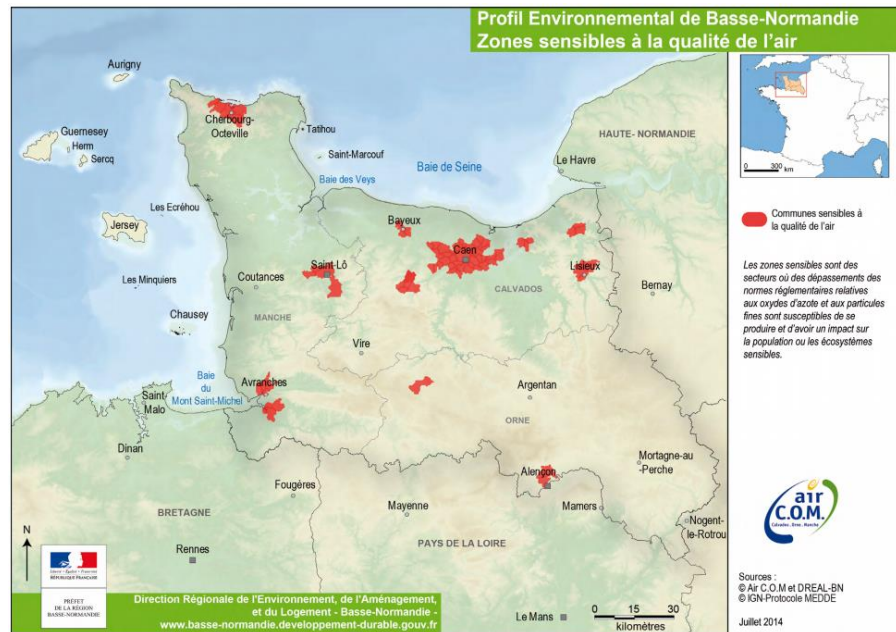 Profil Environnemental de Basse-Normandie
Zones sensibles à la qualité de l'air
Aurigny
Cherbourg-
Octeville
Tatihou
Guernesey
Herm
Sercq
Saint-Marcouf
Baie de Seine
Baie des Veys
HAUTE- NORMANDIE
Le Havre
Les Ecréhou
Jersey
Bayeux
Caen
Lisieux
Saint-Lô
Les Minquiers
Coutances
CALVADOS
Bernay
Chausey
MANCHE
Vire
Baie
du
Mont Saint-Michel
Avranches
Argentan
Saint-
Malo
ORNE
Dinan
Mortagne-au-
Perche
Alençon
Fougères
Mayenne
Mamers
BRETAGNE
Nogent-
le-Rotrou
PAYS DE LA LOIRE
Rennes
Le Mans
N
0 15 30
kilomètres
0 300
km
Communes sensibles à
la qualité de l'air
Les zones sensibles sont des
secteurs où des dépassements des
normes réglementaires relatives
aux oxydes d'azote et aux particules
fines sont susceptibles de se
produire et d'avoir un impact sur
la population ou les écosystèmes
sensibles.
air
C.O.M.
Calvados, Orne, Manche
Sources :
© Air C.O.M et DREAL-BN
© IGN-Protocole MEDDE
Juillet 2014
Liberté • Égalité • Fraternité
RÉPUBLIQUE FRANÇAISE
PRÉFET
DE LA RÉGION
BASSE-NORMANDIE
Direction Régionale de l'Environnement, de l'Aménagement,
et du Logement - Basse-Normandie -
www.basse-normandie.developpement-durable.gouv.fr